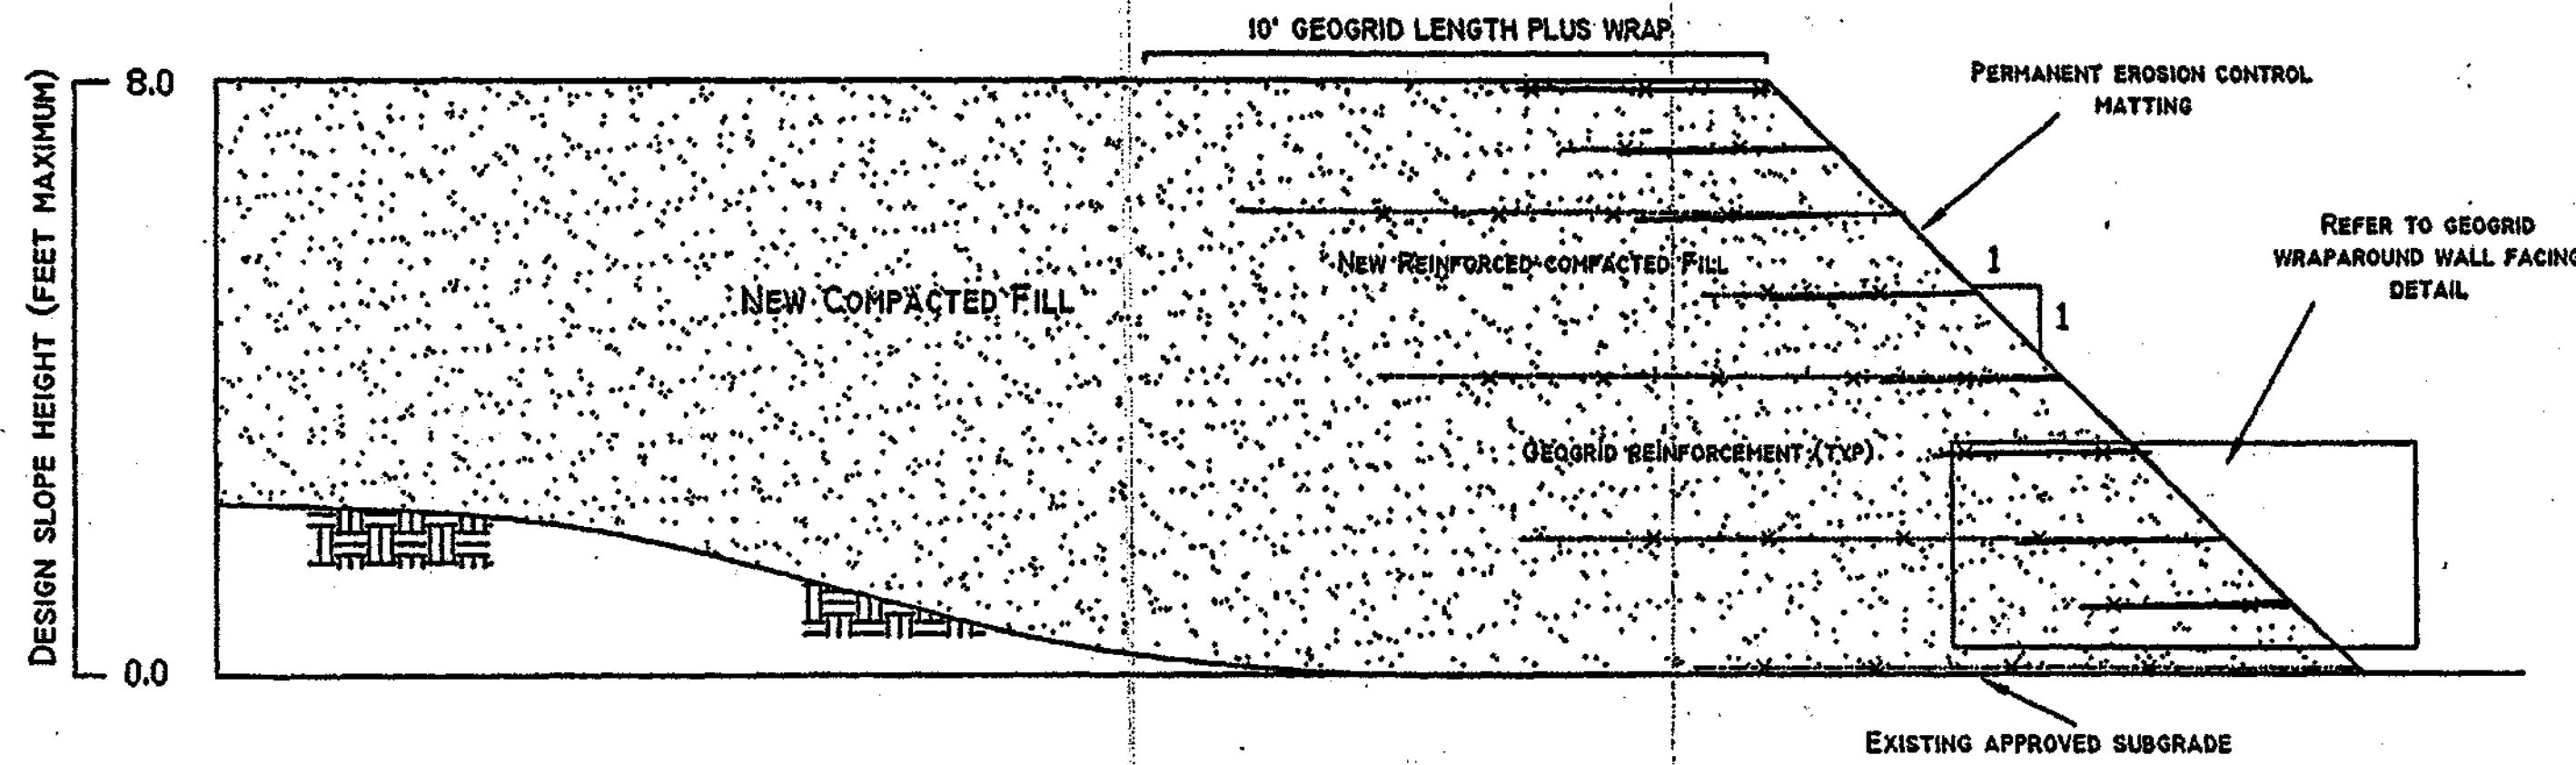 10' GEOGRID LENGTH PLUS WRAP
DESIGN SLOPE HEIGHT (FEET MAXIMUM)
8.0
0.0
PERMANENT EROSION CONTROL
MATTING
REFER TO GEOGRID
WRAPAROUND WALL FACING
DETAIL
NEW REINFORCED COMPACTED FILL
NEW COMPACTED FILL
1
1
GEOGRID REINFORCEMENT (TYP)
EXISTING APPROVED SUBGRADE